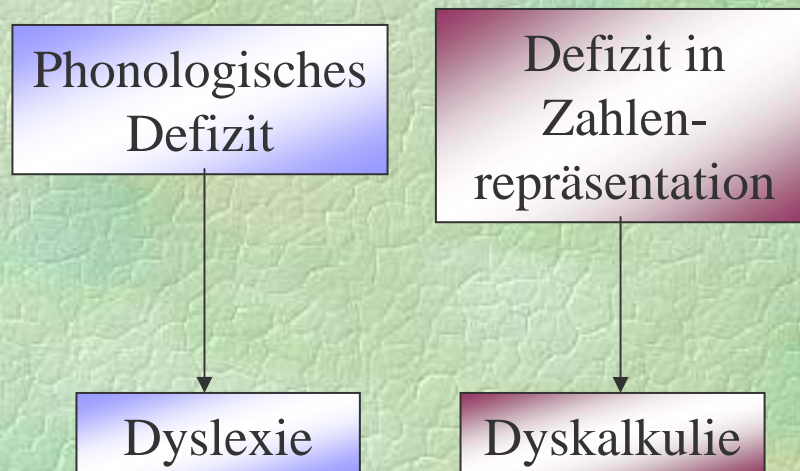 Phonologisches
Defizit
Defizit in
Zahlen-
repräsentation
Dyslexie
Dyskalkulie